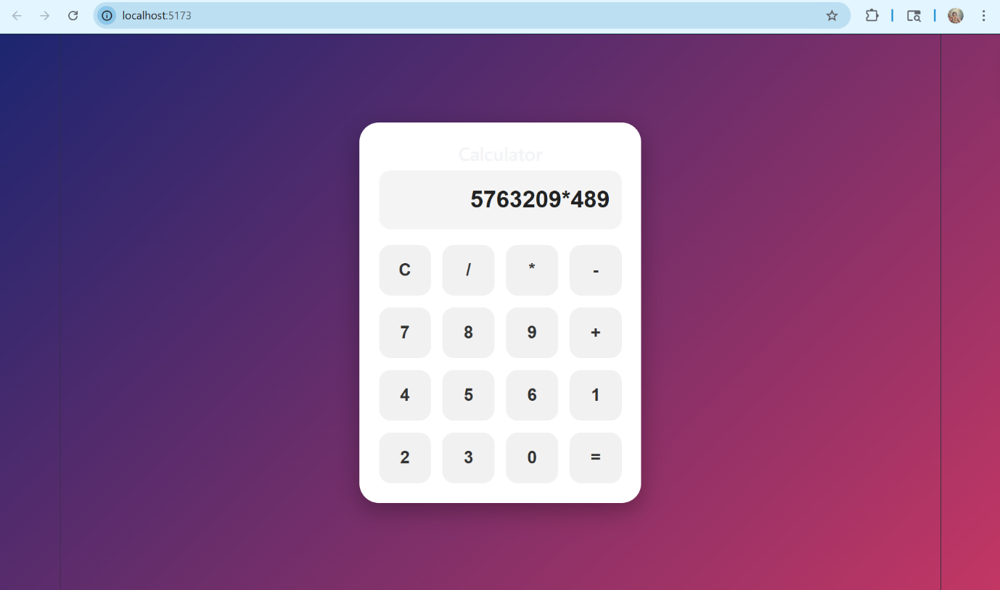 localhost:5173
Calculator
5763209*489
C / * -
7 8 9 +
4 5 6 1
2 3 0 =